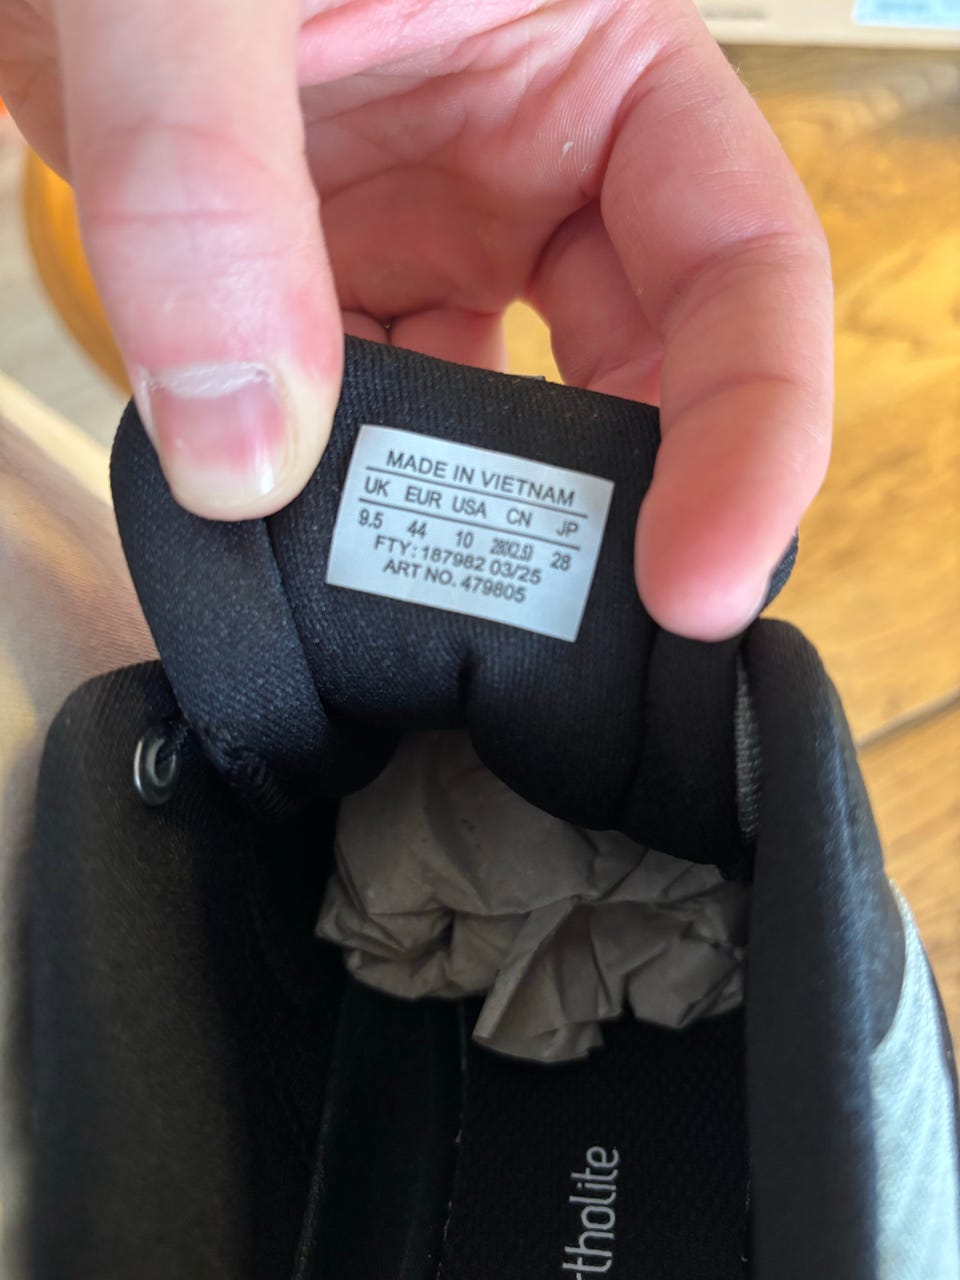 MADE IN VIETNAM
UK EUR USA CN JP
9.5 44 10 280(2.5) 28
FTY: 187982 03/25
ART NO. 479805
rtholite